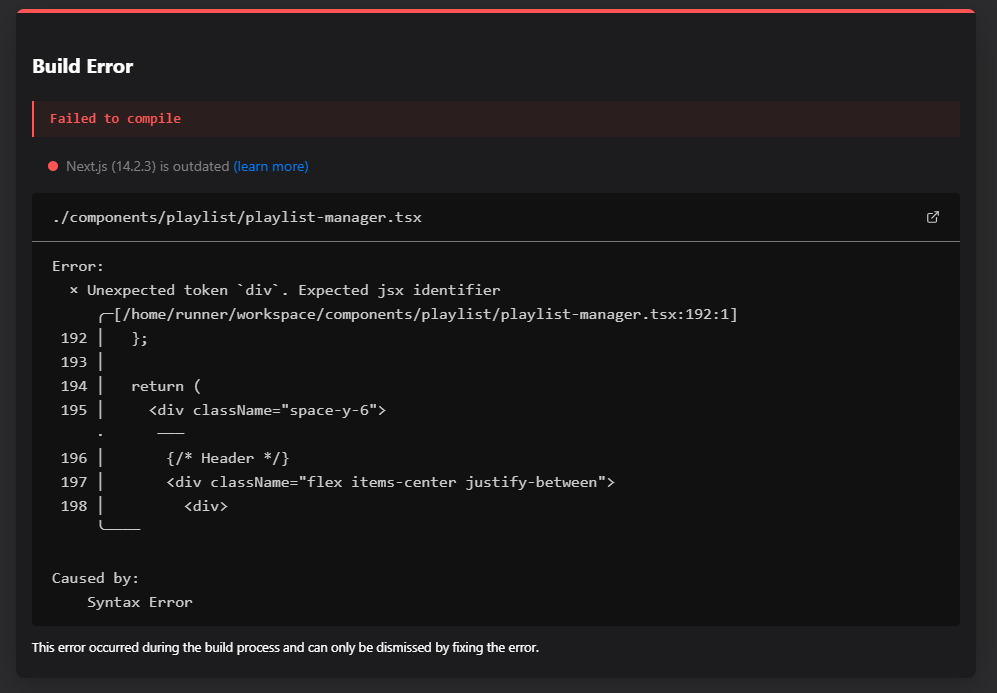 Build Error
Failed to compile
Next.js (14.2.3) is outdated (learn more)
./components/playlist/playlist-manager.tsx
Error:
× Unexpected token `div`. Expected jsx identifier
╭─[/home/runner/workspace/components/playlist/playlist-manager.tsx:192:1]
192 │   };
193 │
194 │   return (
195 │     <div className="space-y-6">
·      ───
196 │       {/* Header */}
197 │       <div className="flex items-center justify-between">
198 │         <div>
╰────
Caused by:
Syntax Error
This error occurred during the build process and can only be dismissed by fixing the error.